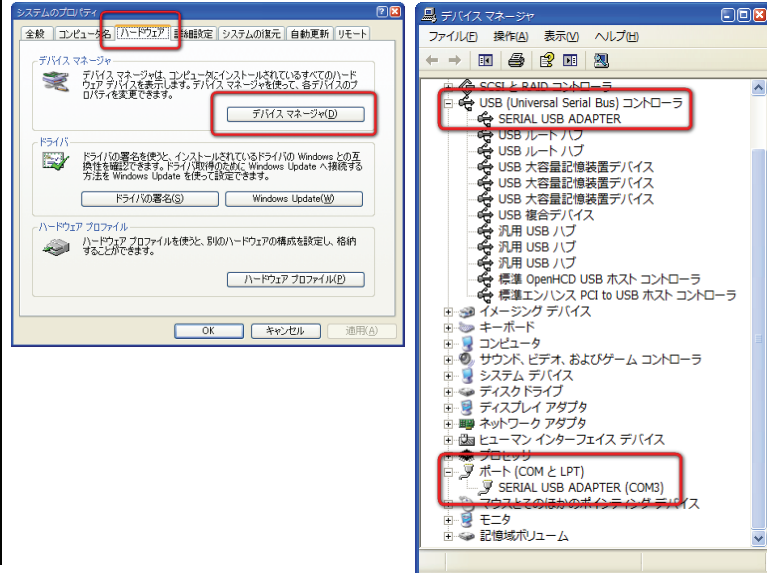 システムのプロパティ
全般 コンピュータ名 ハードウェア 詳細設定 システムの復元 自動更新 リモート
デバイス マネージャ
デバイス マネージャは、コンピュータにインストールされているすべてのハード
ウェア デバイスを表示します。デバイス マネージャを使って、各デバイスのプ
ロパティを変更できます。
デバイス マネージャ(D)
ドライバ
ドライバの署名を使うと、インストールされているドライバの Windows との互
換性を確認できます。ドライバ取得のために Windows Update へ接続する
方法を Windows Update を使って設定できます。
ドライバの署名(S) Windows Update(W)
ハードウェア プロファイル
ハードウェア プロファイルを使うと、別のハードウェアの構成を設定し、格納
することができます。
ハードウェア プロファイル(P)
OK キャンセル 適用(A)
デバイス マネージャ
ファイル(F) 操作(A) 表示(V) ヘルプ(H)
SCSI と RAID コントローラ
USB (Universal Serial Bus) コントローラ
SERIAL USB ADAPTER
USB ルート ハブ
USB ルート ハブ
USB 大容量記憶装置デバイス
USB 大容量記憶装置デバイス
USB 大容量記憶装置デバイス
USB 複合デバイス
汎用 USB ハブ
汎用 USB ハブ
汎用 USB ハブ
標準 OpenHCD USB ホスト コントローラ
標準エンハンス PCI to USB ホスト コントローラ
イメージング デバイス
キーボード
コンピュータ
サウンド、ビデオ、およびゲーム コントローラ
システム デバイス
ディスク ドライブ
ディスプレイ アダプタ
ネットワーク アダプタ
ヒューマン インターフェイス デバイス
プロセッサ
ポート (COM と LPT)
SERIAL USB ADAPTER (COM3)
マウスとそのほかのポインティング デバイス
モニタ
記憶域ボリューム